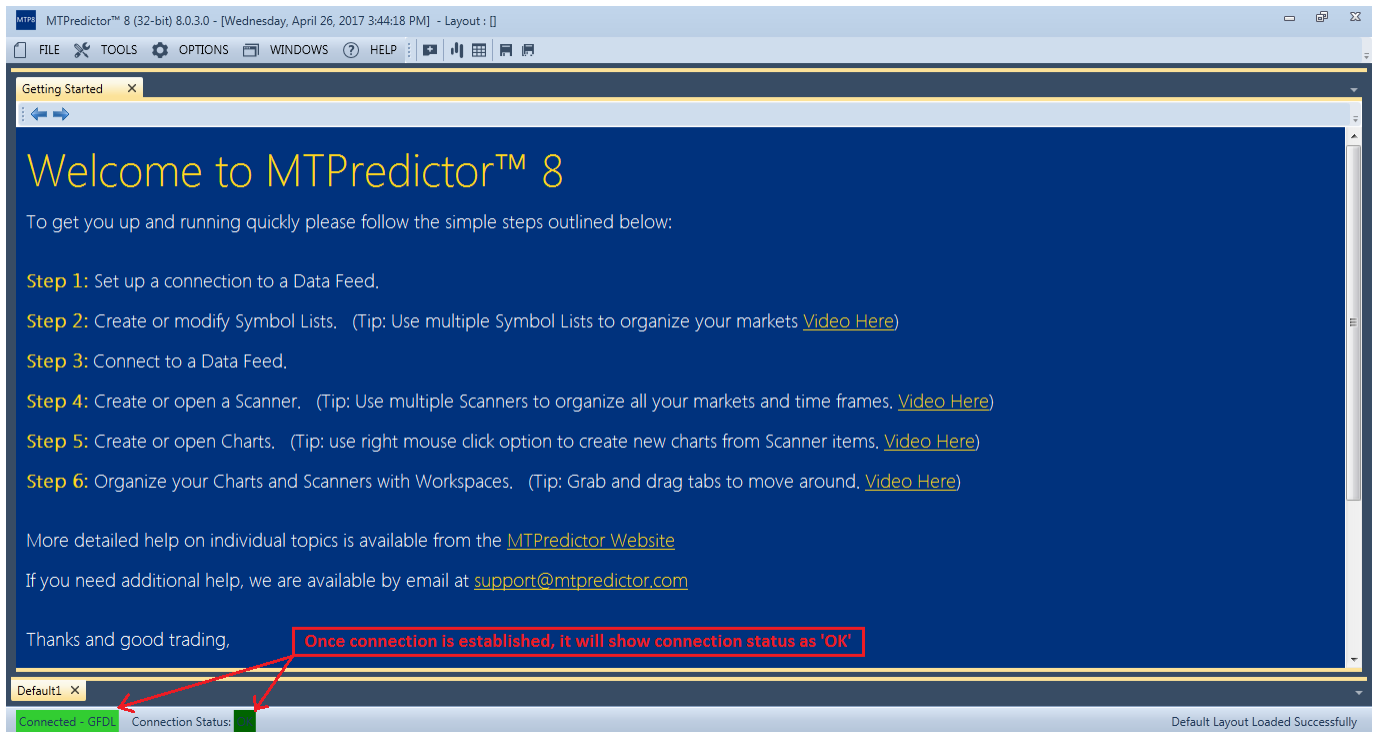 MTP8 MTPredictor™ 8 (32-bit) 8.0.3.0 - [Wednesday, April 26, 2017 3:44:18 PM] - Layout : []
FILE TOOLS OPTIONS WINDOWS ? HELP
Getting Started
Welcome to MTPredictor™ 8
To get you up and running quickly please follow the simple steps outlined below:
Step 1: Set up a connection to a Data Feed.
Step 2: Create or modify Symbol Lists. (Tip: Use multiple Symbol Lists to organize your markets Video Here)
Step 3: Connect to a Data Feed.
Step 4: Create or open a Scanner. (Tip: Use multiple Scanners to organize all your markets and time frames. Video Here)
Step 5: Create or open Charts. (Tip: use right mouse click option to create new charts from Scanner items. Video Here)
Step 6: Organize your Charts and Scanners with Workspaces. (Tip: Grab and drag tabs to move around. Video Here)
More detailed help on individual topics is available from the MTPredictor Website
If you need additional help, we are available by email at support@mtpredictor.com
Thanks and good trading,
Once connection is established, it will show connection status as 'OK'
Default1
Connected - GFDL Connection Status: Default Layout Loaded Successfully